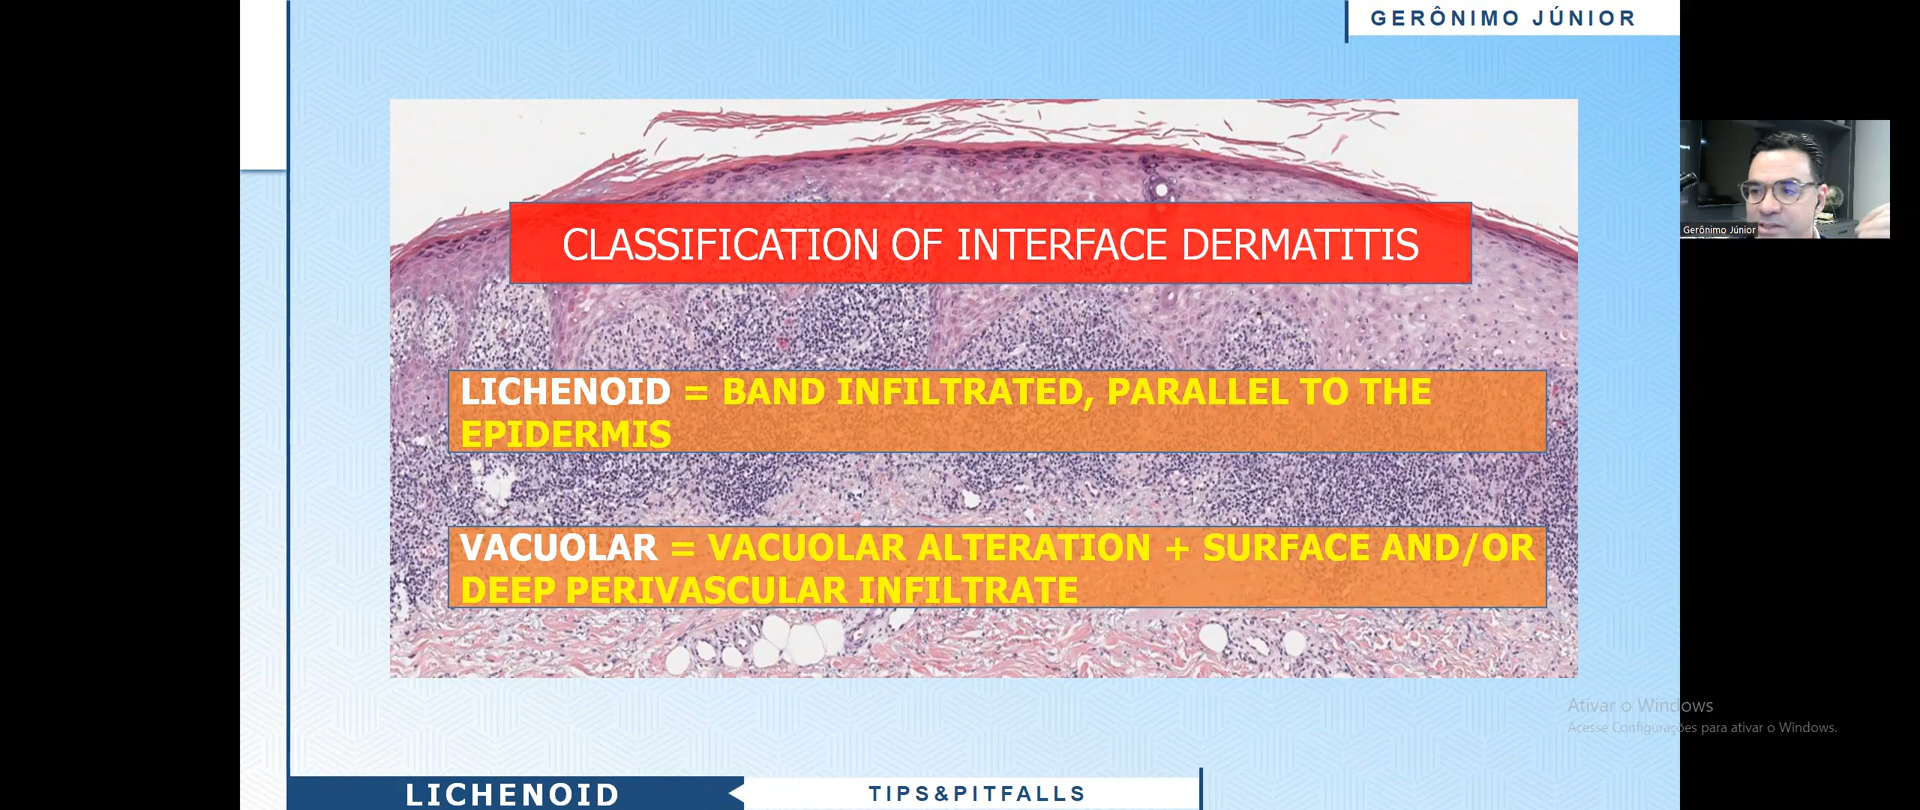 GERÔNIMO JÚNIOR
CLASSIFICATION OF INTERFACE DERMATITIS
LICHENOID = BAND INFILTRATED, PARALLEL TO THE
EPIDERMIS
VACUOLAR = VACUOLAR ALTERATION + SURFACE AND/OR
DEEP PERIVASCULAR INFILTRATE
Gerônimo Júnior
Ativar o Windows
Acesse Configurações para ativar o Windows.
LICHENOID
TIPS&PITFALLS